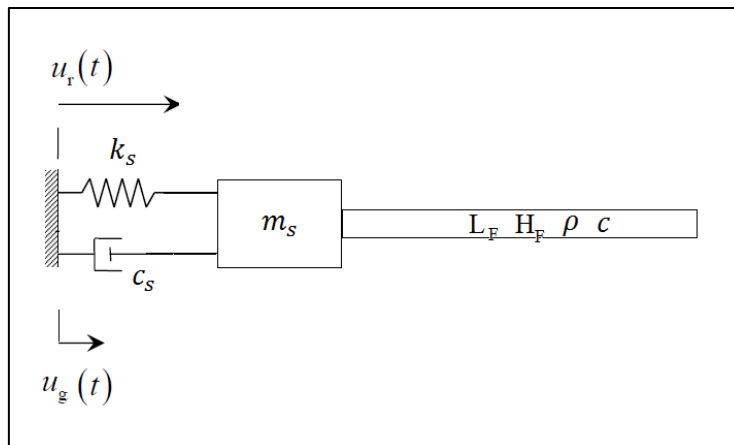 u_r(t)
k_s
m_s
L_F H_F ρ c
c_s
u_g(t)